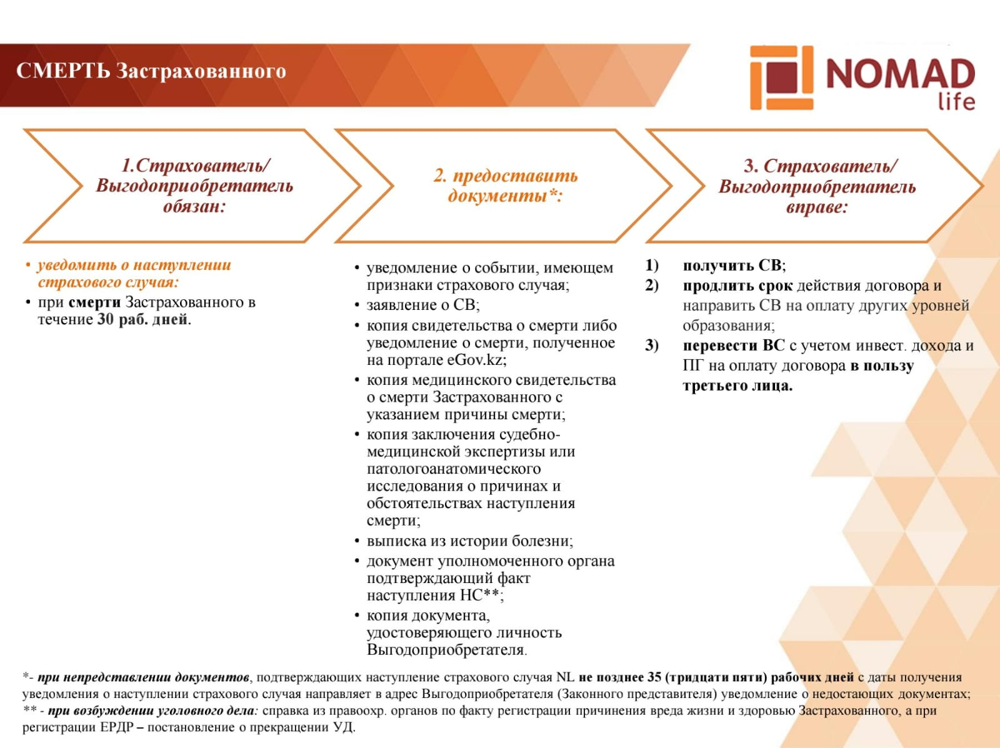 СМЕРТЬ Застрахованного
NOMAD
life
1.Страхователь/
Выгодоприобретатель
обязан:
2. предоставить
документы*:
3. Страхователь/
Выгодоприобретатель
вправе:
• уведомить о наступлении
страхового случая:
• при смерти Застрахованного в
течение 30 раб. дней.
• уведомление о событии, имеющем
признаки страхового случая;
• заявление о СВ;
• копия свидетельства о смерти либо
уведомление о смерти, полученное
на портале eGov.kz;
• копия медицинского свидетельства
о смерти Застрахованного с
указанием причины смерти;
• копия заключения судебно-
медицинской экспертизы или
патологоанатомического
исследования о причинах и
обстоятельствах наступления
смерти;
• выписка из истории болезни;
• документ уполномоченного органа
подтверждающий факт
наступления НС**;
• копия документа,
удостоверяющего личность
Выгодоприобретателя.
1) получить СВ;
2) продлить срок действия договора и
направить СВ на оплату других уровней
образования;
3) перевести ВС с учетом инвест. дохода и
ПГ на оплату договора в пользу
третьего лица.
*- при непредставлении документов, подтверждающих наступление страхового случая NL не позднее 35 (тридцати пяти) рабочих дней с даты получения
уведомления о наступлении страхового случая направляет в адрес Выгодоприобретателя (Законного представителя) уведомление о недостающих документах;
** - при возбуждении уголовного дела: справка из правоохр. органов по факту регистрации причинения вреда жизни и здоровью Застрахованного, а при
регистрации ЕРДР – постановление о прекращении УД.